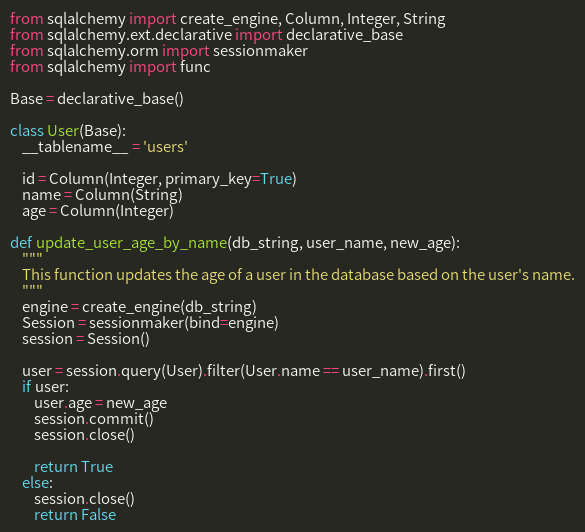 from sqlalchemy import create_engine, Column, Integer, String
from sqlalchemy.ext.declarative import declarative_base
from sqlalchemy.orm import sessionmaker
from sqlalchemy import func

Base = declarative_base()

class User(Base):
    __tablename__ = 'users'

    id = Column(Integer, primary_key=True)
    name = Column(String)
    age = Column(Integer)

def update_user_age_by_name(db_string, user_name, new_age):
    """
    This function updates the age of a user in the database based on the user's name.
    """
    engine = create_engine(db_string)
    Session = sessionmaker(bind=engine)
    session = Session()

    user = session.query(User).filter(User.name == user_name).first()
    if user:
        user.age = new_age
        session.commit()
        session.close()

        return True
    else:
        session.close()
        return False